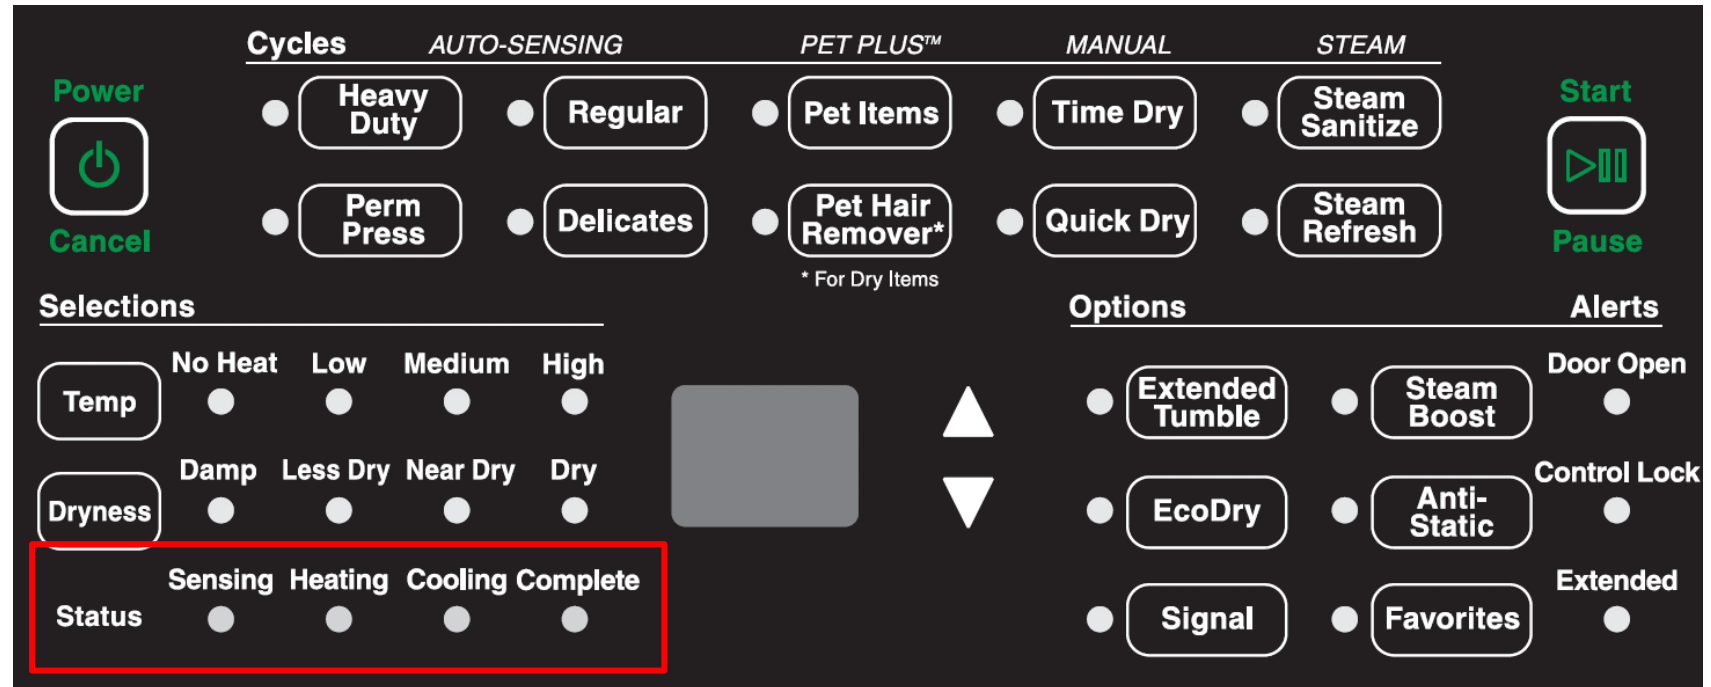 Cycles AUTO-SENSING PET PLUS™ MANUAL STEAM
Power
Cancel
Heavy
Duty
Regular
Pet Items
Time Dry
Steam
Sanitize
Start
Pause
Perm
Press
Delicates
Pet Hair
Remover*
Quick Dry
Steam
Refresh
* For Dry Items
Selections
Temp
No Heat Low Medium High
Dryness
Damp Less Dry Near Dry Dry
Status
Sensing Heating Cooling Complete
Options
Alerts
Extended
Tumble
Steam
Boost
Door Open
EcoDry
Anti-
Static
Control Lock
Signal
Favorites
Extended